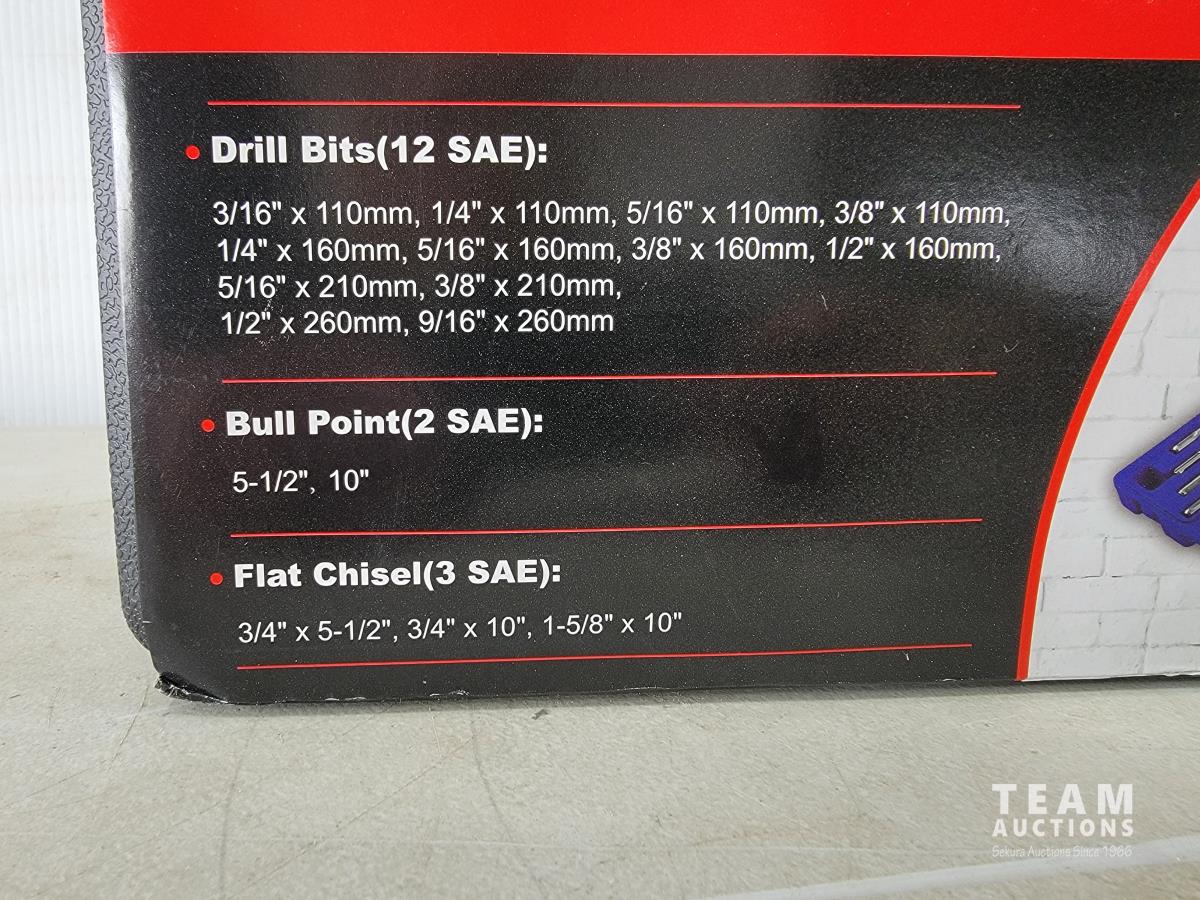 Drill Bits(12 SAE):
3/16" x 110mm, 1/4" x 110mm, 5/16" x 110mm, 3/8" x 110mm,
1/4" x 160mm, 5/16" x 160mm, 3/8" x 160mm, 1/2" x 160mm,
5/16" x 210mm, 3/8" x 210mm,
1/2" x 260mm, 9/16" x 260mm
Bull Point(2 SAE):
5-1/2", 10"
Flat Chisel(3 SAE):
3/4" x 5-1/2", 3/4" x 10", 1-5/8" x 10"
TEAM
AUCTIONS
Sekura Auctions Since 1966